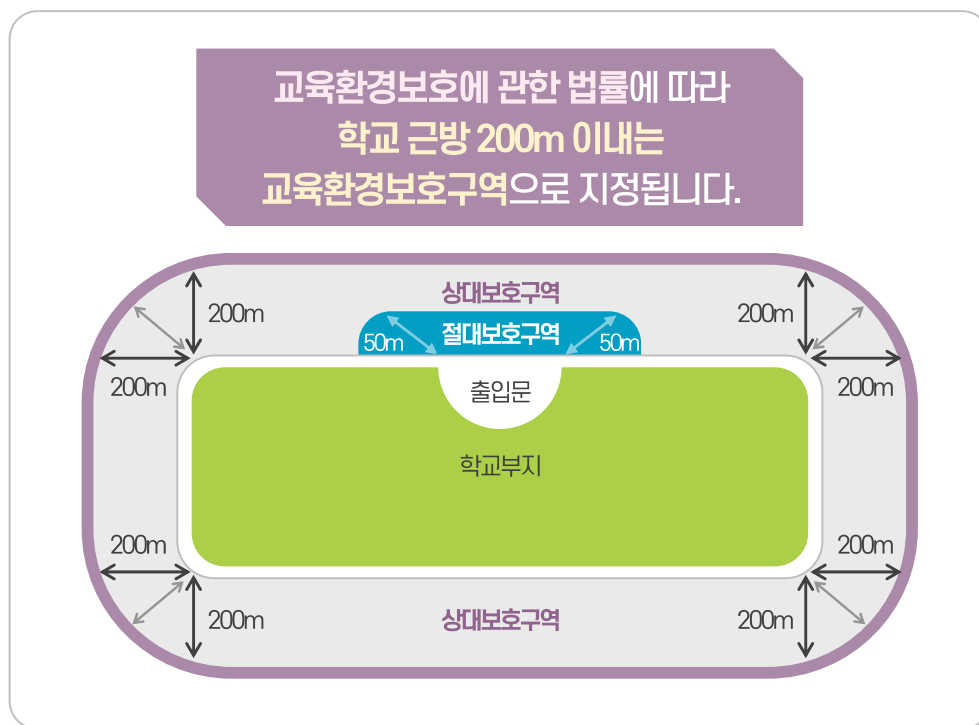 교육환경보호에 관한 법률에 따라
학교 근방 200m 이내는
교육환경보호구역으로 지정됩니다.
상대보호구역
200m
200m
절대보호구역
50m
50m
200m
200m
출입문
학교부지
200m
200m
200m
상대보호구역
200m